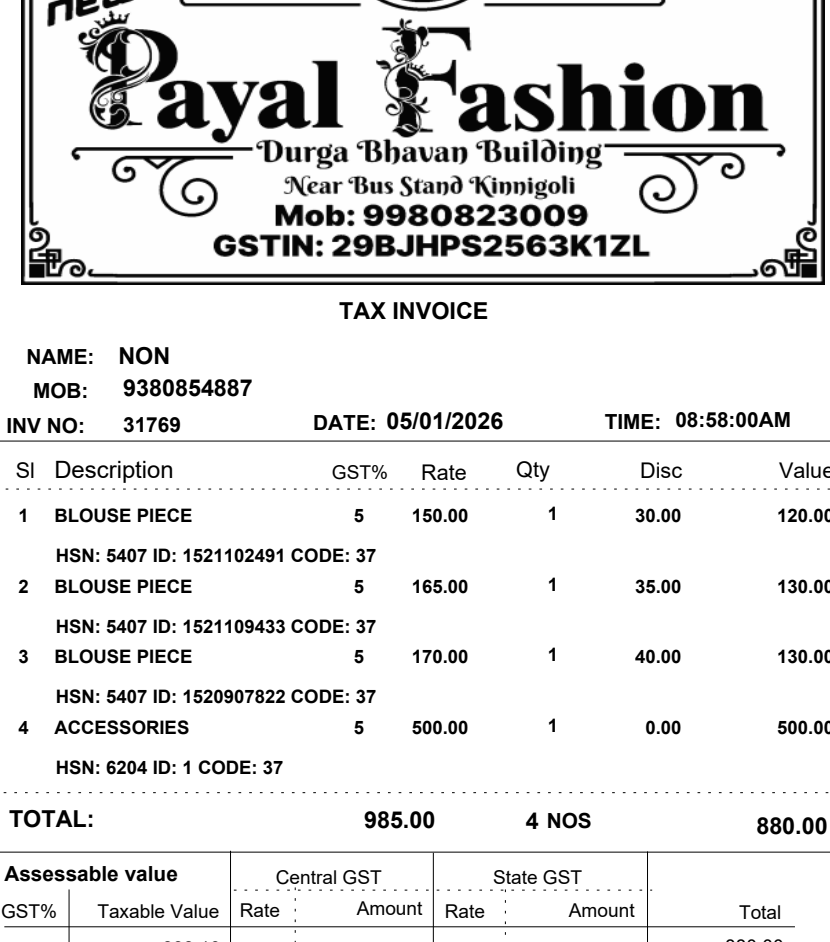 new
Payal Fashion
Durga Bhavan Building
Near Bus Stand Kinnigoli
Mob: 9980823009
GSTIN: 29BJHPS2563K1ZL
TAX INVOICE
NAME: NON
MOB: 9380854887
INV NO: 31769 DATE: 05/01/2026 TIME: 08:58:00AM
Sl Description GST% Rate Qty Disc Value
1 BLOUSE PIECE 5 150.00 1 30.00 120.00
HSN: 5407 ID: 1521102491 CODE: 37
2 BLOUSE PIECE 5 165.00 1 35.00 130.00
HSN: 5407 ID: 1521109433 CODE: 37
3 BLOUSE PIECE 5 170.00 1 40.00 130.00
HSN: 5407 ID: 1520907822 CODE: 37
4 ACCESSORIES 5 500.00 1 0.00 500.00
HSN: 6204 ID: 1 CODE: 37
TOTAL: 985.00 4 NOS 880.00
Assessable value Central GST State GST
GST% Taxable Value Rate Amount Rate Amount Total